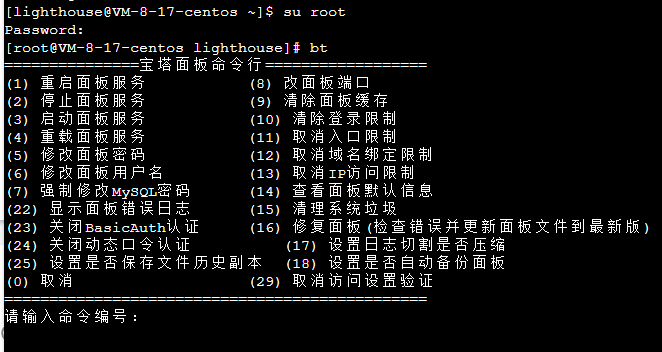 [lighthouse@VM-8-17-centos ~]$ su root
Password:
[root@VM-8-17-centos lighthouse]# bt
===============宝塔面板命令行==================
(1) 重启面板服务 (8) 改面板端口
(2) 停止面板服务 (9) 清除面板缓存
(3) 启动面板服务 (10) 清除登录限制
(4) 重载面板服务 (11) 取消入口限制
(5) 修改面板密码 (12) 取消域名绑定限制
(6) 修改面板用户名 (13) 取消IP访问限制
(7) 强制修改MySQL密码 (14) 查看面板默认信息
(22) 显示面板错误日志 (15) 清理系统垃圾
(23) 关闭BasicAuth认证 (16) 修复面板(检查错误并更新面板文件到最新版)
(24) 关闭动态口令认证 (17) 设置日志切割是否压缩
(25) 设置是否保存文件历史副本 (18) 设置是否自动备份面板
(0) 取消 (29) 取消访问设置验证
===============================================
请输入命令编号：